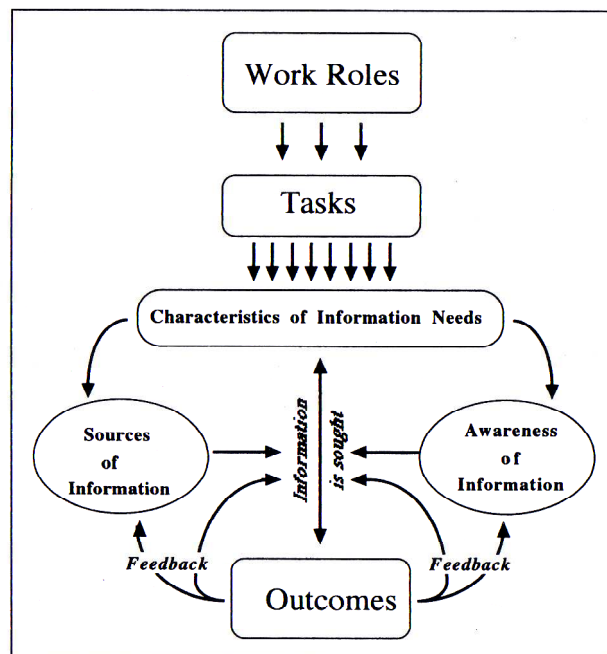 Work Roles
Tasks
Characteristics of Information Needs
Sources
of
Information
Information
is sought
Awareness
of
Information
Feedback
Feedback
Outcomes